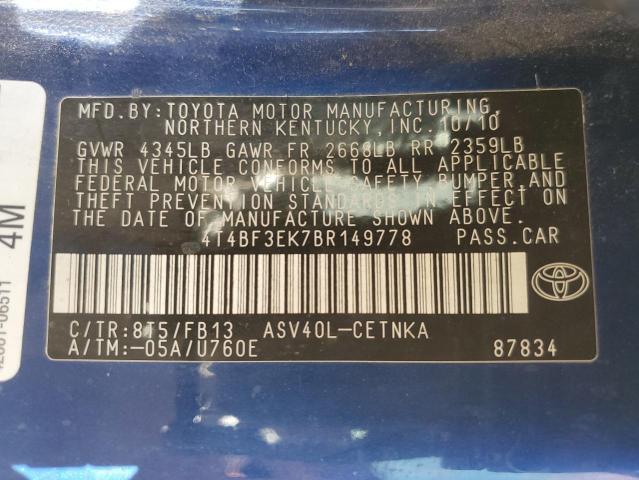 MFD.BY: TOYOTA MOTOR MANUFACTURING,
NORTHERN KENTUCKY, INC. 10/10
GVWR 4345LB GAWR FR 2668LB RR 2359LB
THIS VEHICLE CONFORMS TO ALL APPLICABLE
FEDERAL MOTOR VEHICLE SAFETY, BUMPER, AND
THEFT PREVENTION STANDARDS IN EFFECT ON
THE DATE OF MANUFACTURE SHOWN ABOVE.
4T4BF3EK7BR149778 PASS.CAR
C/TR:8T5/FB13 ASV40L-CETNKA
A/TM:-05A/U760E 87834
4M